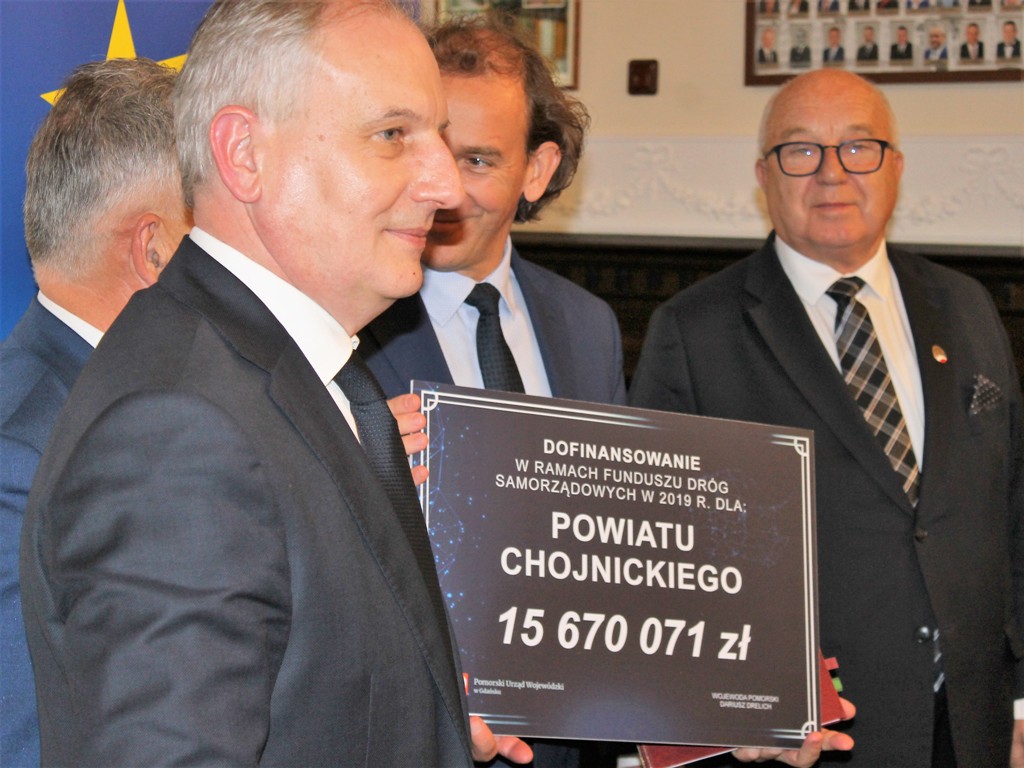 DOFINANSOWANIE
W RAMACH FUNDUSZU DRÓG
SAMORZĄDOWYCH W 2019 R. DLA:
POWIATU
CHOJNICKIEGO
15 670 071 zł
Pomorski Urząd Wojewódzki
w Gdańsku
WOJEWODA POMORSKI
DARIUSZ DRELICH